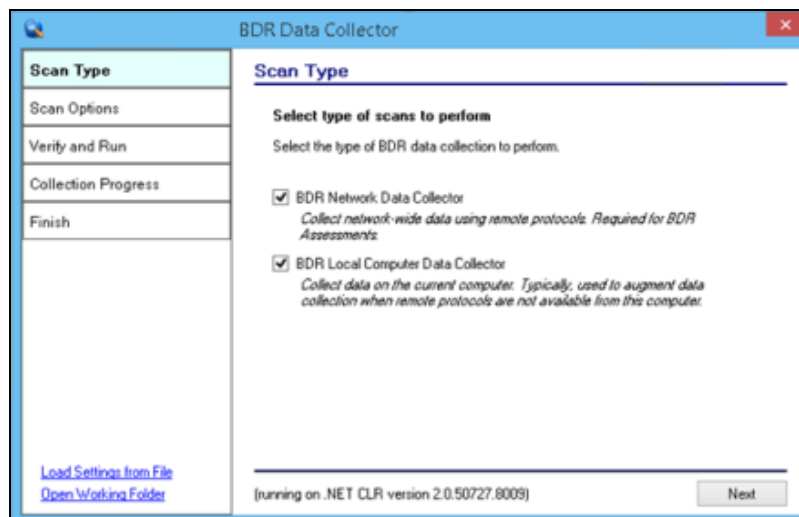 BDR Data Collector
Scan Type
Scan Options
Verify and Run
Collection Progress
Finish
Load Settings from File
Open Working Folder
Scan Type
Select type of scans to perform
Select the type of BDR data collection to perform.
BDR Network Data Collector
Collect network-wide data using remote protocols. Required for BDR
Assessments.
BDR Local Computer Data Collector
Collect data on the current computer. Typically, used to augment data
collection when remote protocols are not available from this computer.
(running on .NET CLR version 2.0.50727.8009)
Next